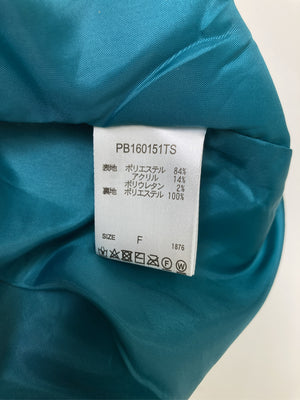 PB160151TS
表地 ポリエステル 84%
アクリル 14%
ポリウレタン 2%
裏地 ポリエステル 100%
SIZE F
1876
F W